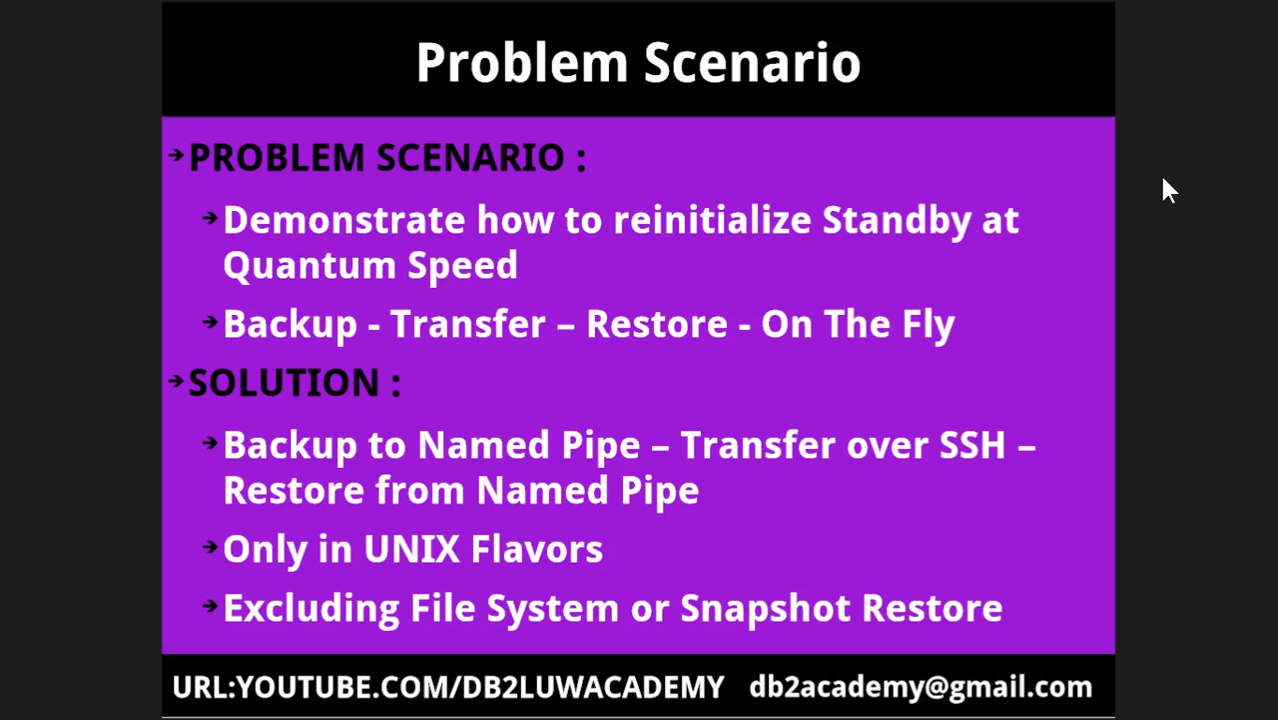 Problem Scenario
➔PROBLEM SCENARIO :
➔Demonstrate how to reinitialize Standby at
Quantum Speed
➔Backup - Transfer – Restore - On The Fly
➔SOLUTION :
➔Backup to Named Pipe – Transfer over SSH –
Restore from Named Pipe
➔Only in UNIX Flavors
➔Excluding File System or Snapshot Restore
URL:YOUTUBE.COM/DB2LUWACADEMY db2academy@gmail.com